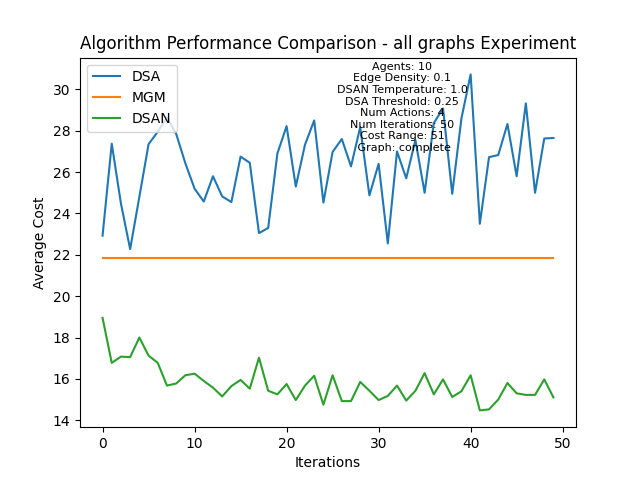 Algorithm Performance Comparison - all graphs Experiment
DSA
MGM
DSAN
Agents: 10
Edge Density: 0.1
DSAN Temperature: 1.0
DSA Threshold: 0.25
Num Actions: 4
Num Iterations: 50
Cost Range: 51
Graph: complete
Average Cost
30
28
26
24
22
20
18
16
14
0
10
20
30
40
50
Iterations